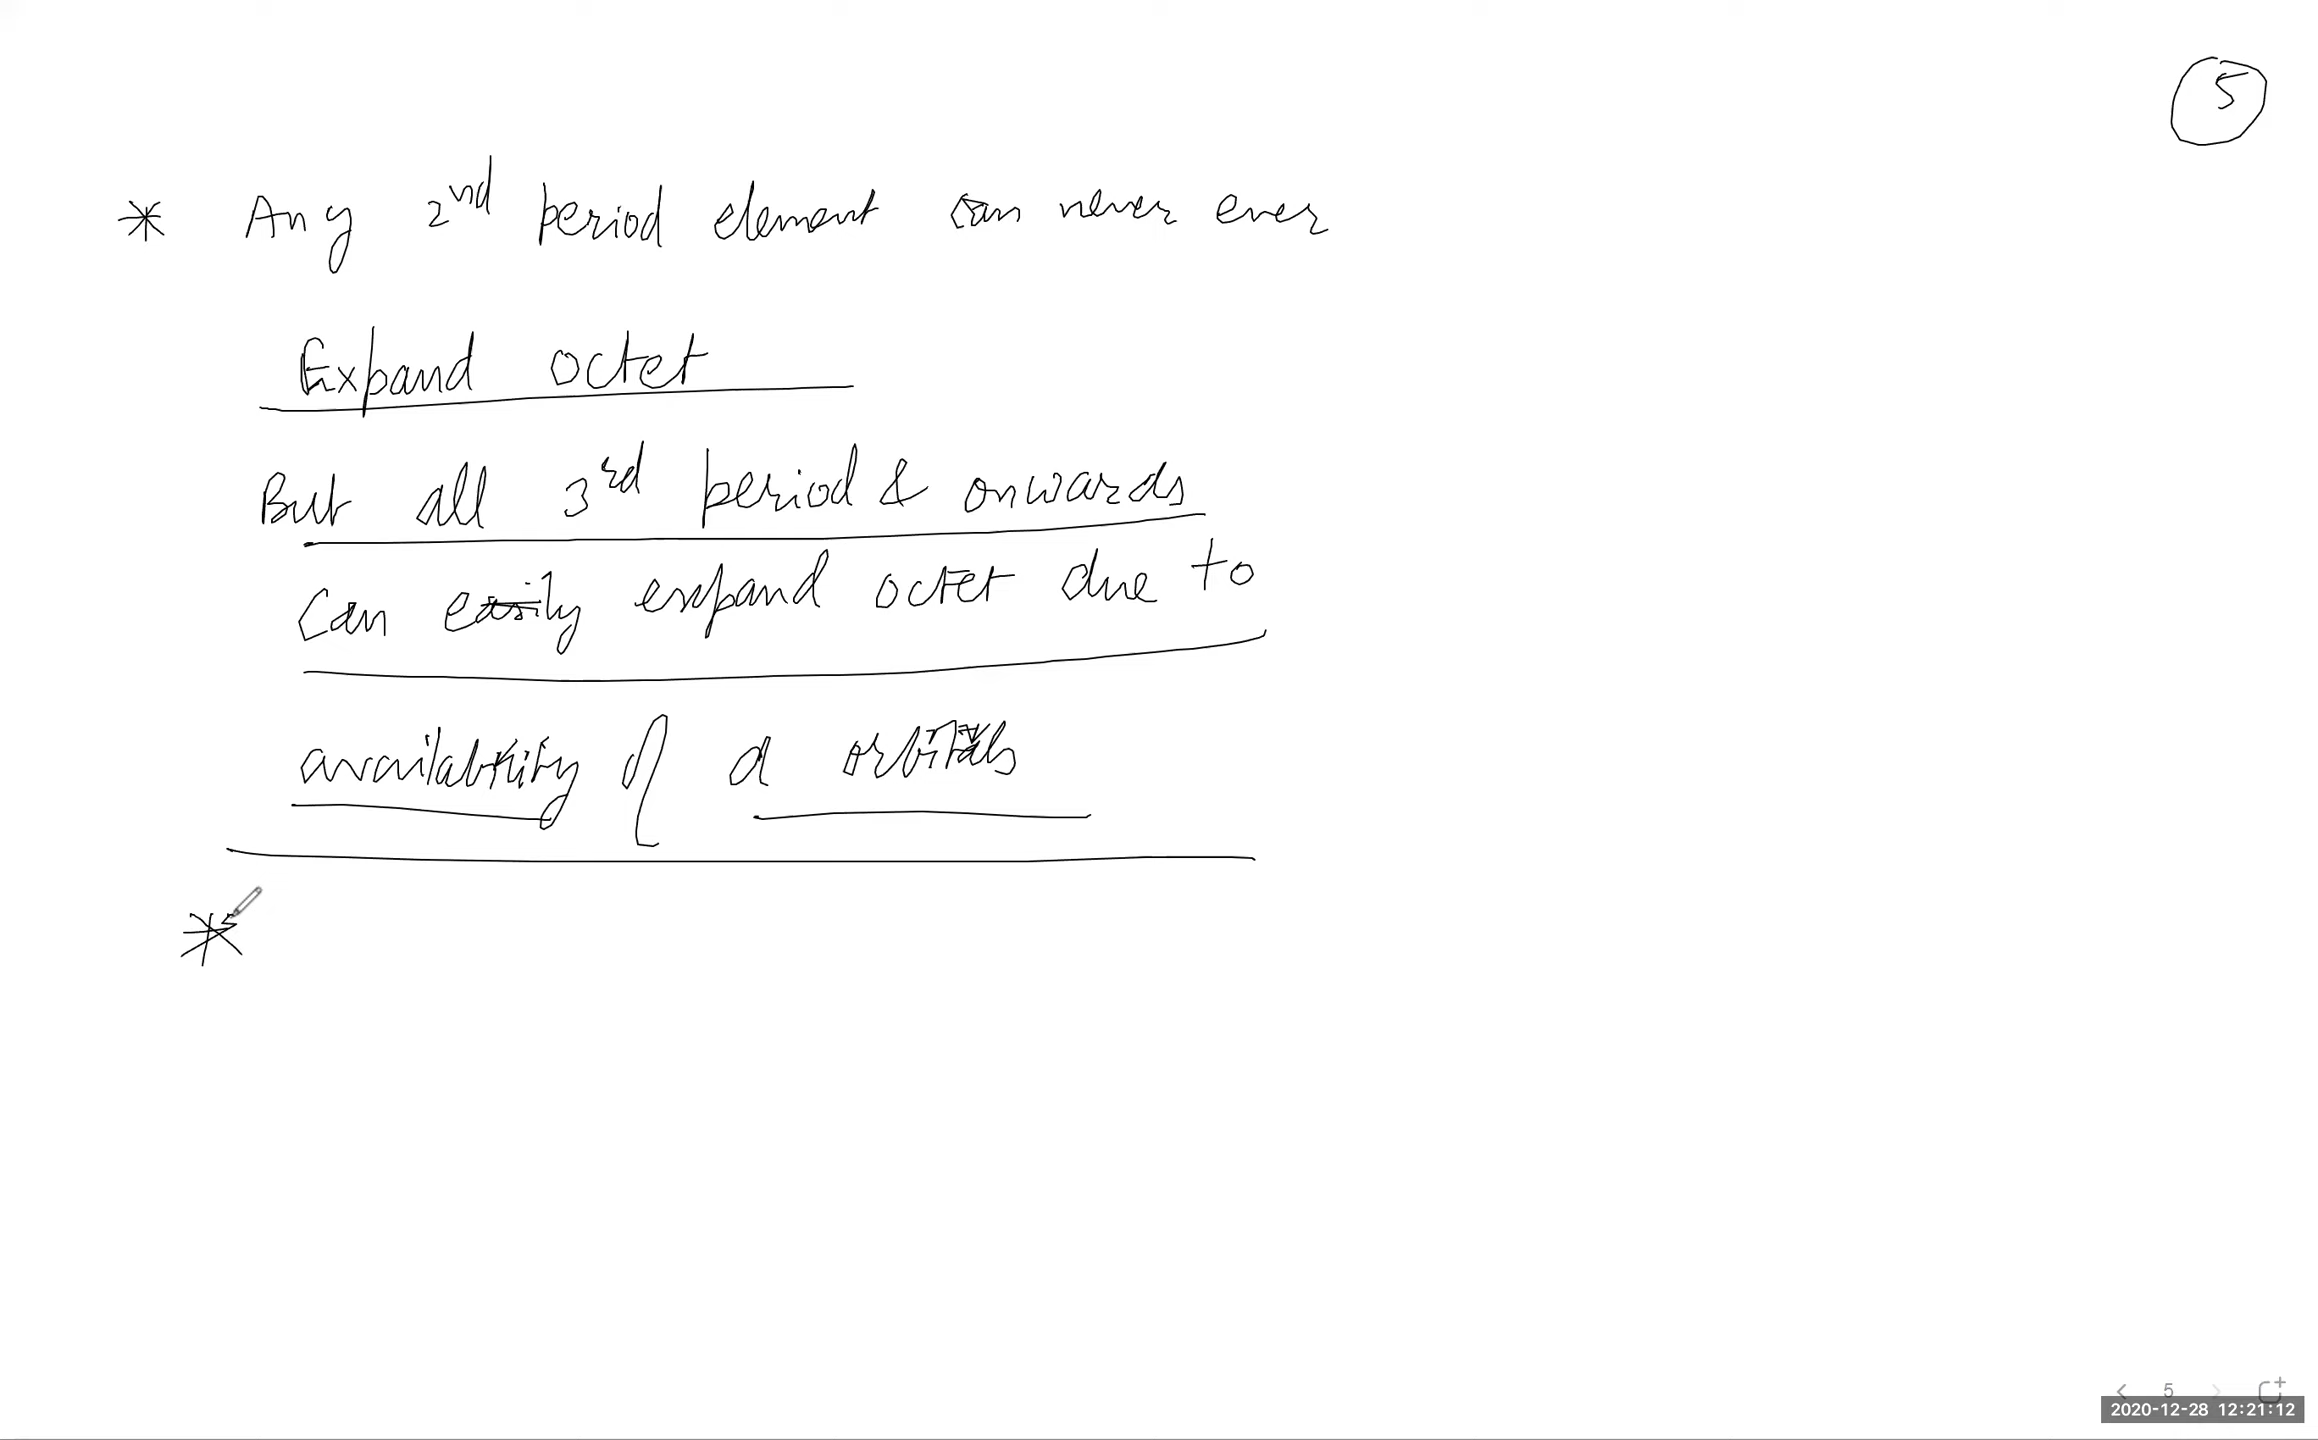 5
* Any 2nd period element can never ever
Expand octet
But all 3rd period & onwards
Can easily expand octet due to
availability of d orbitals
*
5
2020-12-28 12:21:12